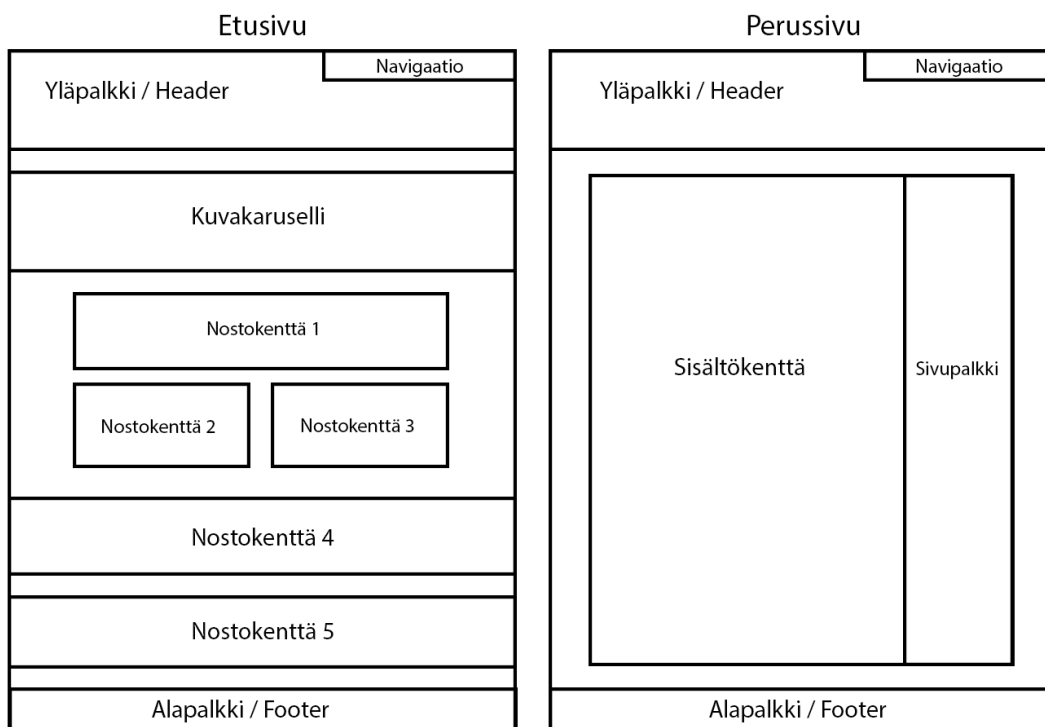 Etusivu
Navigaatio
Yläpalkki / Header
Kuvakaruselli
Nostokenttä 1
Nostokenttä 2
Nostokenttä 3
Nostokenttä 4
Nostokenttä 5
Alapalkki / Footer
Perussivu
Navigaatio
Yläpalkki / Header
Sisältökenttä
Sivupalkki
Alapalkki / Footer